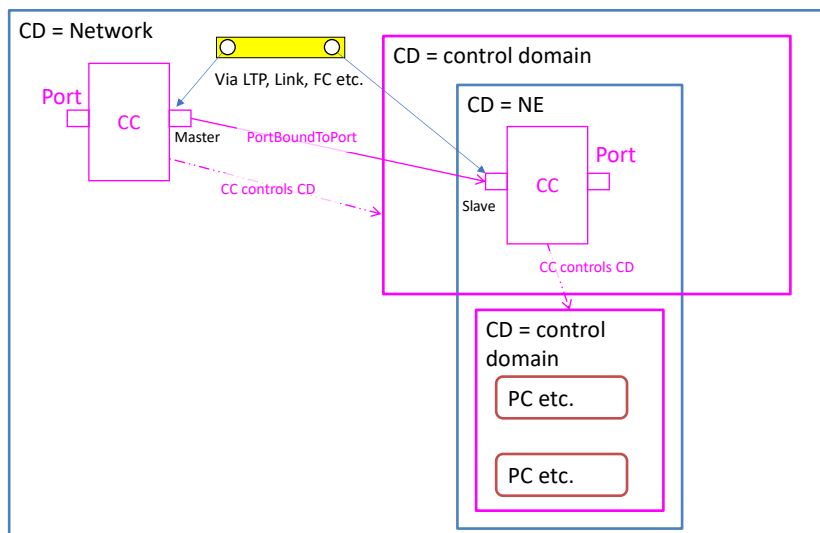 CD = Network
Via LTP, Link, FC etc.
CD = control domain
CD = NE
Port
CC
Master
PortBoundToPort
CC controls CD
Slave
CC
Port
CC controls CD
CD = control
domain
PC etc.
PC etc.